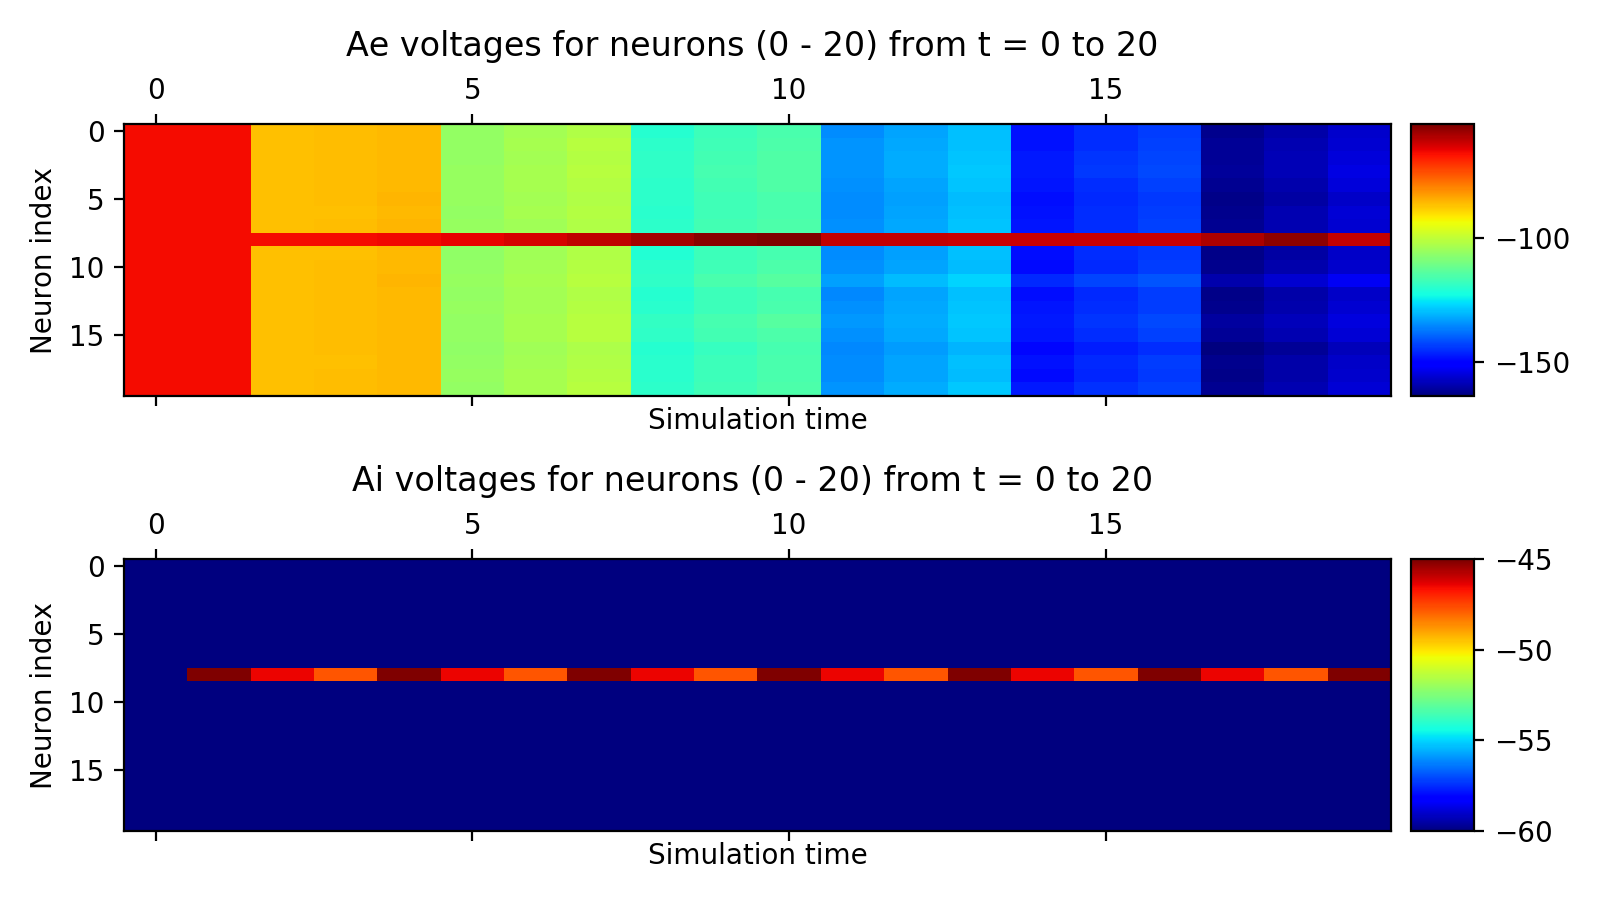 Ae voltages for neurons (0 - 20) from t = 0 to 20
0 5 10 15
Neuron index
0
5
10
15
−100
−150
Simulation time
Ai voltages for neurons (0 - 20) from t = 0 to 20
0 5 10 15
Neuron index
0
5
10
15
−45
−50
−55
−60
Simulation time